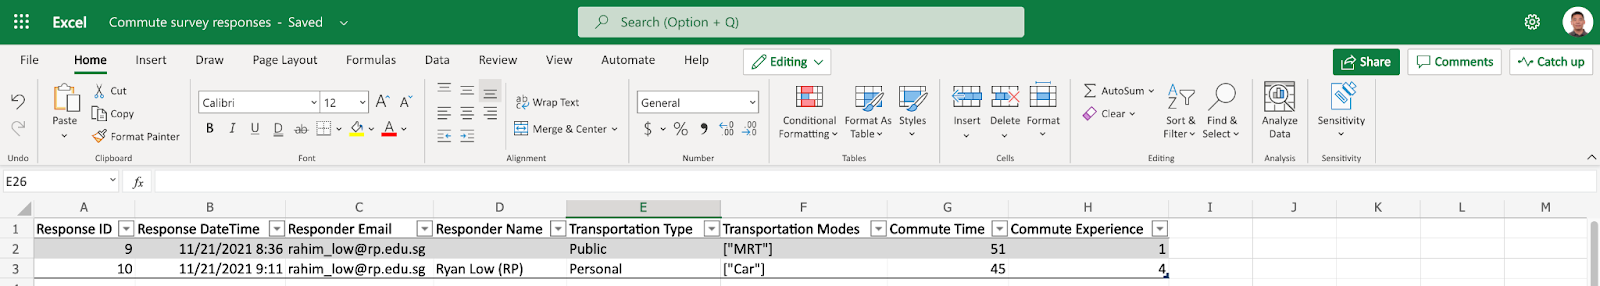 Excel Commute survey responses - Saved Search (Option + Q)
File Home Insert Draw Page Layout Formulas Data Review View Automate Help Editing Share Comments Catch up
Cut
Copy
Format Painter
Paste
Calibri 12 A A
B I U D ab A
Wrap Text
Merge & Center
General
$ % 9 .00 .00
Conditional Formatting Format As Table Styles
Insert Delete Format
AutoSum
Clear
Sort & Filter Find & Select
Analyze Data
Sensitivity
Undo Clipboard Font Alignment Number Tables Cells Editing Analysis Sensitivity
E26 fx
A B C D E F G H I J K L M
1 Response ID Response DateTime Responder Email Responder Name Transportation Type Transportation Modes Commute Time Commute Experience
2 9 11/21/2021 8:36 rahim_low@rp.edu.sg Public ["MRT"] 51 1
3 10 11/21/2021 9:11 rahim_low@rp.edu.sg Ryan Low (RP) Personal ["Car"] 45 4